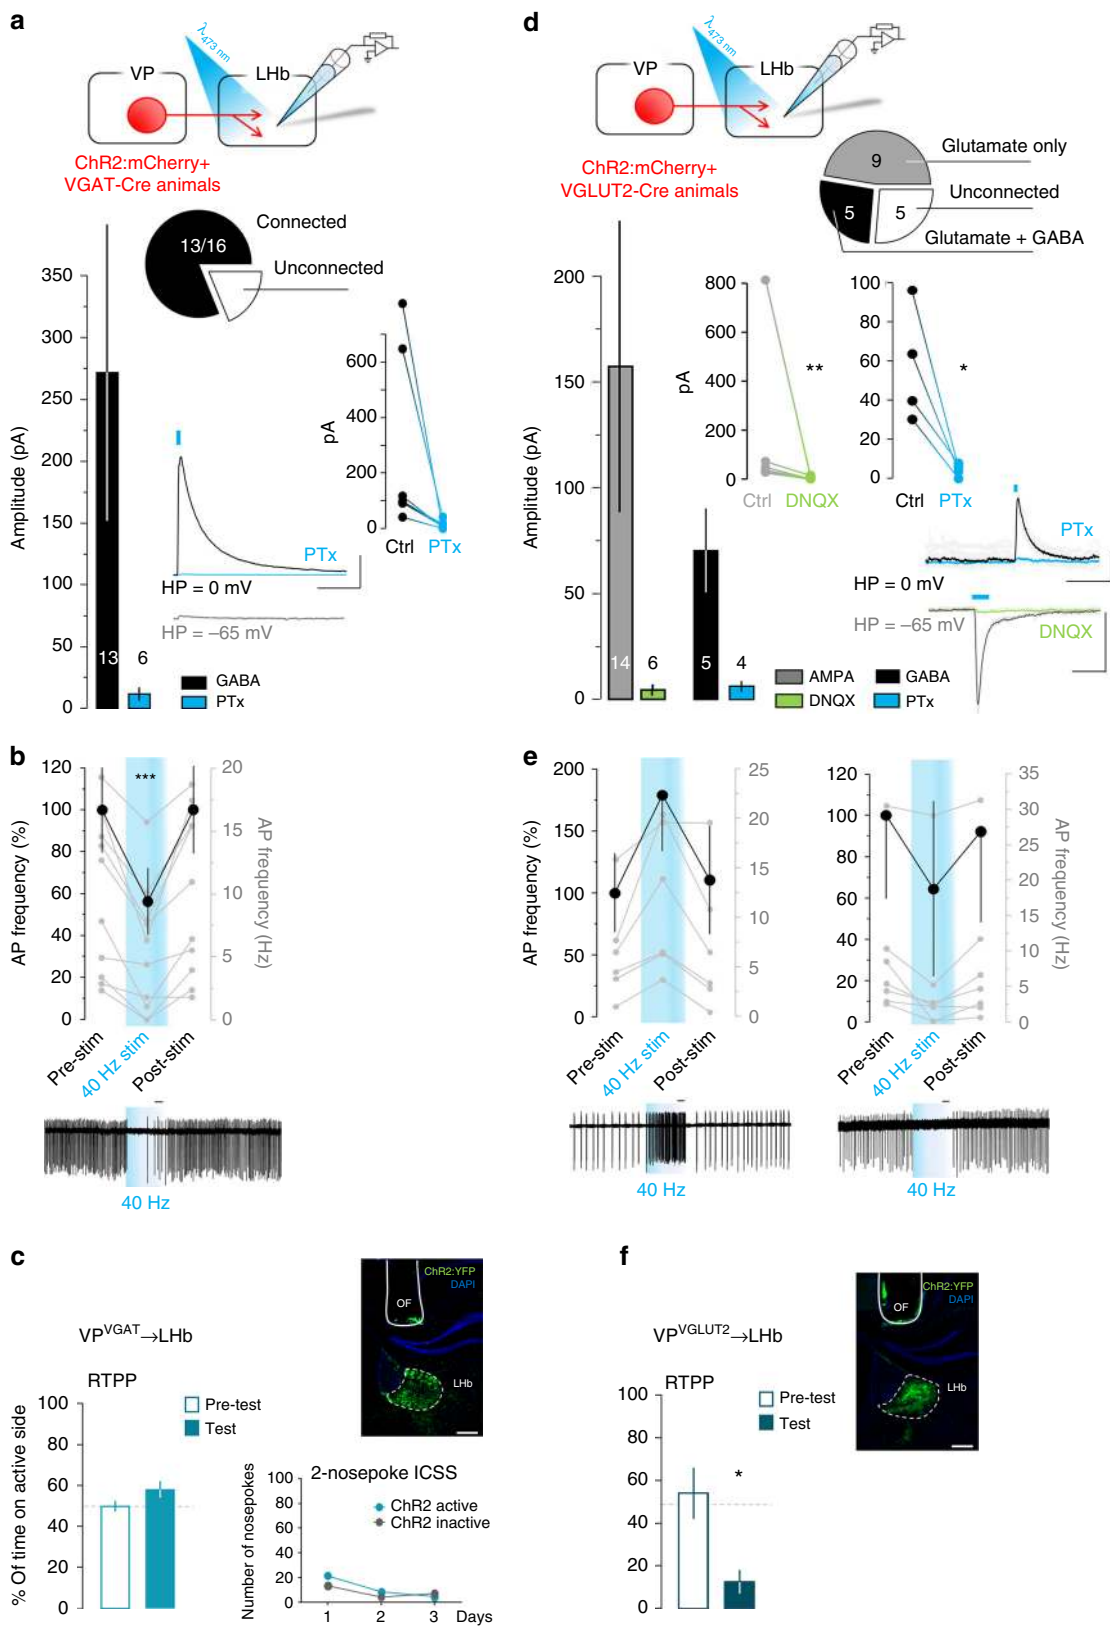 a
λ473 nm
VP
LHb
ChR2:mCherry+
VGAT-Cre animals
13/16
Connected
Unconnected
Amplitude (pA)
350
300
250
200
150
100
50
0
13
6
GABA
PTx
PTx
HP = 0 mV
HP = –65 mV
pA
600
400
200
0
Ctrl
PTx
d
λ473 nm
VP
LHb
ChR2:mCherry+
VGLUT2-Cre animals
9
5
5
Glutamate only
Unconnected
Glutamate + GABA
Amplitude (pA)
200
150
100
50
0
14
6
5
4
pA
800
600
400
200
0
**
Ctrl
DNQX
100
80
60
40
20
0
*
Ctrl
PTx
PTx
HP = 0 mV
HP = –65 mV
DNQX
AMPA
GABA
DNQX
PTx
b
AP frequency (%)
120
100
80
60
40
20
0
***
20
15
10
5
0
AP frequency (Hz)
Pre-stim
40 Hz stim
Post-stim
40 Hz
e
AP frequency (%)
200
150
100
50
0
25
20
15
10
5
0
Pre-stim
40 Hz stim
Post-stim
40 Hz
120
100
80
60
40
20
0
35
30
25
20
15
10
5
0
AP frequency (Hz)
Pre-stim
40 Hz stim
Post-stim
40 Hz
c
VPVGAT→LHb
ChR2:YFP
DAPI
OF
LHb
RTPP
Pre-test
Test
% Of time on active side
100
80
60
40
20
0
2-nosepoke ICSS
Number of nosepokes
100
80
60
40
20
0
ChR2 active
ChR2 inactive
1 2 3 Days
f
VPVGLUT2→LHb
ChR2:YFP
DAPI
OF
LHb
RTPP
Pre-test
Test
100
80
60
40
20
0
*